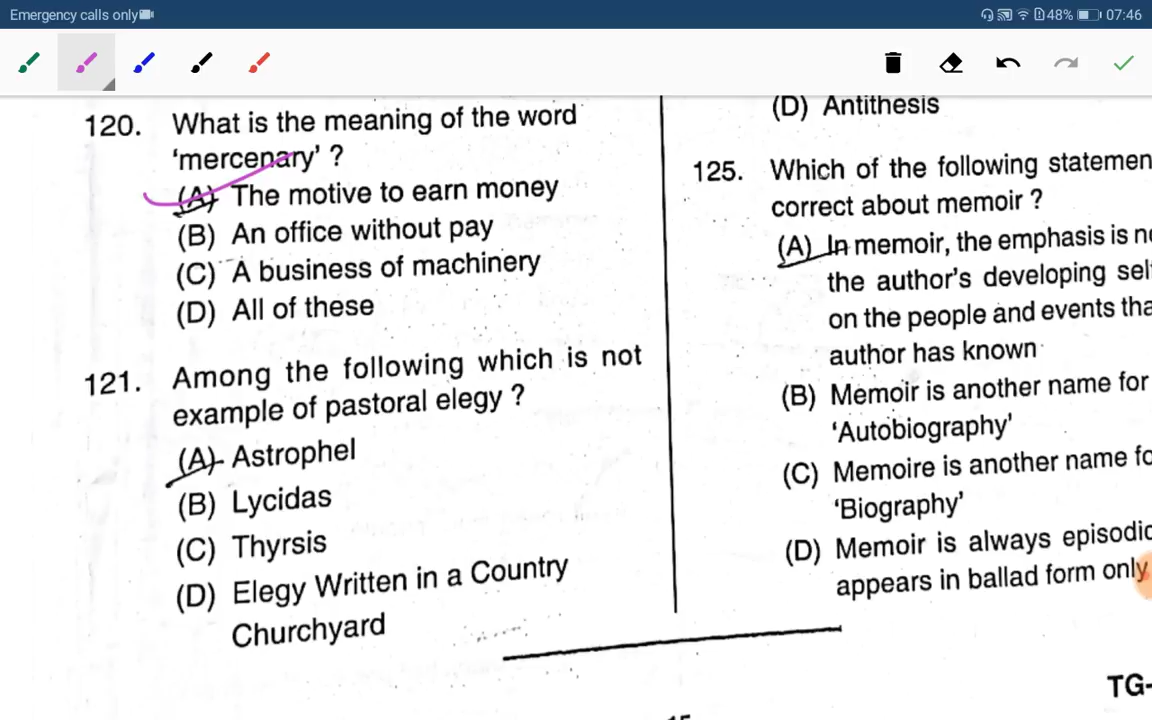 Emergency calls only
48% 07:46
120. What is the meaning of the word
'mercenary' ?
(A) The motive to earn money
(B) An office without pay
(C) A business of machinery
(D) All of these
121. Among the following which is not
example of pastoral elegy ?
(A) Astrophel
(B) Lycidas
(C) Thyrsis
(D) Elegy Written in a Country
Churchyard
(D) Antithesis
125. Which of the following statemen
correct about memoir ?
(A) In memoir, the emphasis is n
the author's developing sel
on the people and events tha
author has known
(B) Memoir is another name for
'Autobiography'
(C) Memoire is another name fo
'Biography'
(D) Memoir is always episodic
appears in ballad form only
TG-